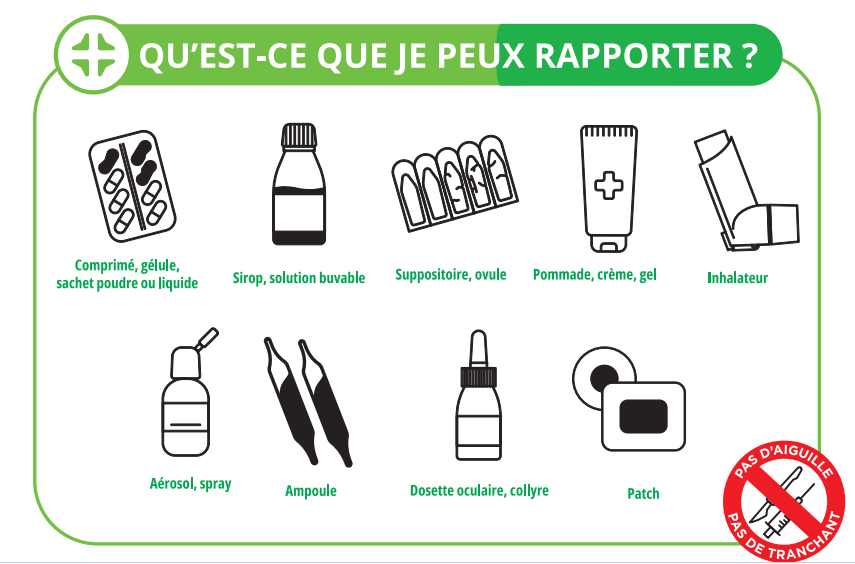 QU'EST-CE QUE JE PEUX RAPPORTER ?
Comprimé, gélule,
sachet poudre ou liquide
Sirop, solution buvable
Suppositoire, ovule
Pommade, crème, gel
Inhalateur
Aérosol, spray
Ampoule
Dosette oculaire, collyre
Patch
PAS D'AIGUILLE
PAS DE TRANCHANT